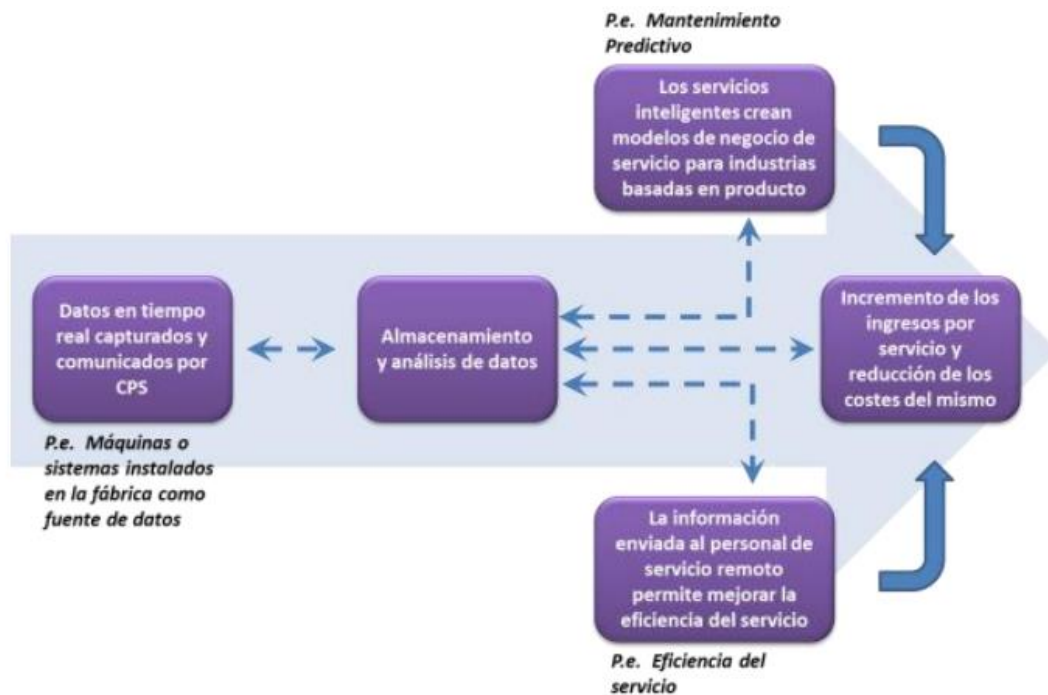 P.e. Mantenimiento
Predictivo
Los servicios
inteligentes crean
modelos de negocio de
servicio para industrias
basadas en producto
Datos en tiempo
real capturados y
comunicados por
CPS
P.e. Máquinas o
sistemas instalados
en la fábrica como
fuente de datos
Almacenamiento
y análisis de datos
Incremento de los
ingresos por
servicio y
reducción de los
costes del mismo
La información
enviada al personal de
servicio remoto
permite mejorar la
eficiencia del servicio
P.e. Eficiencia del
servicio